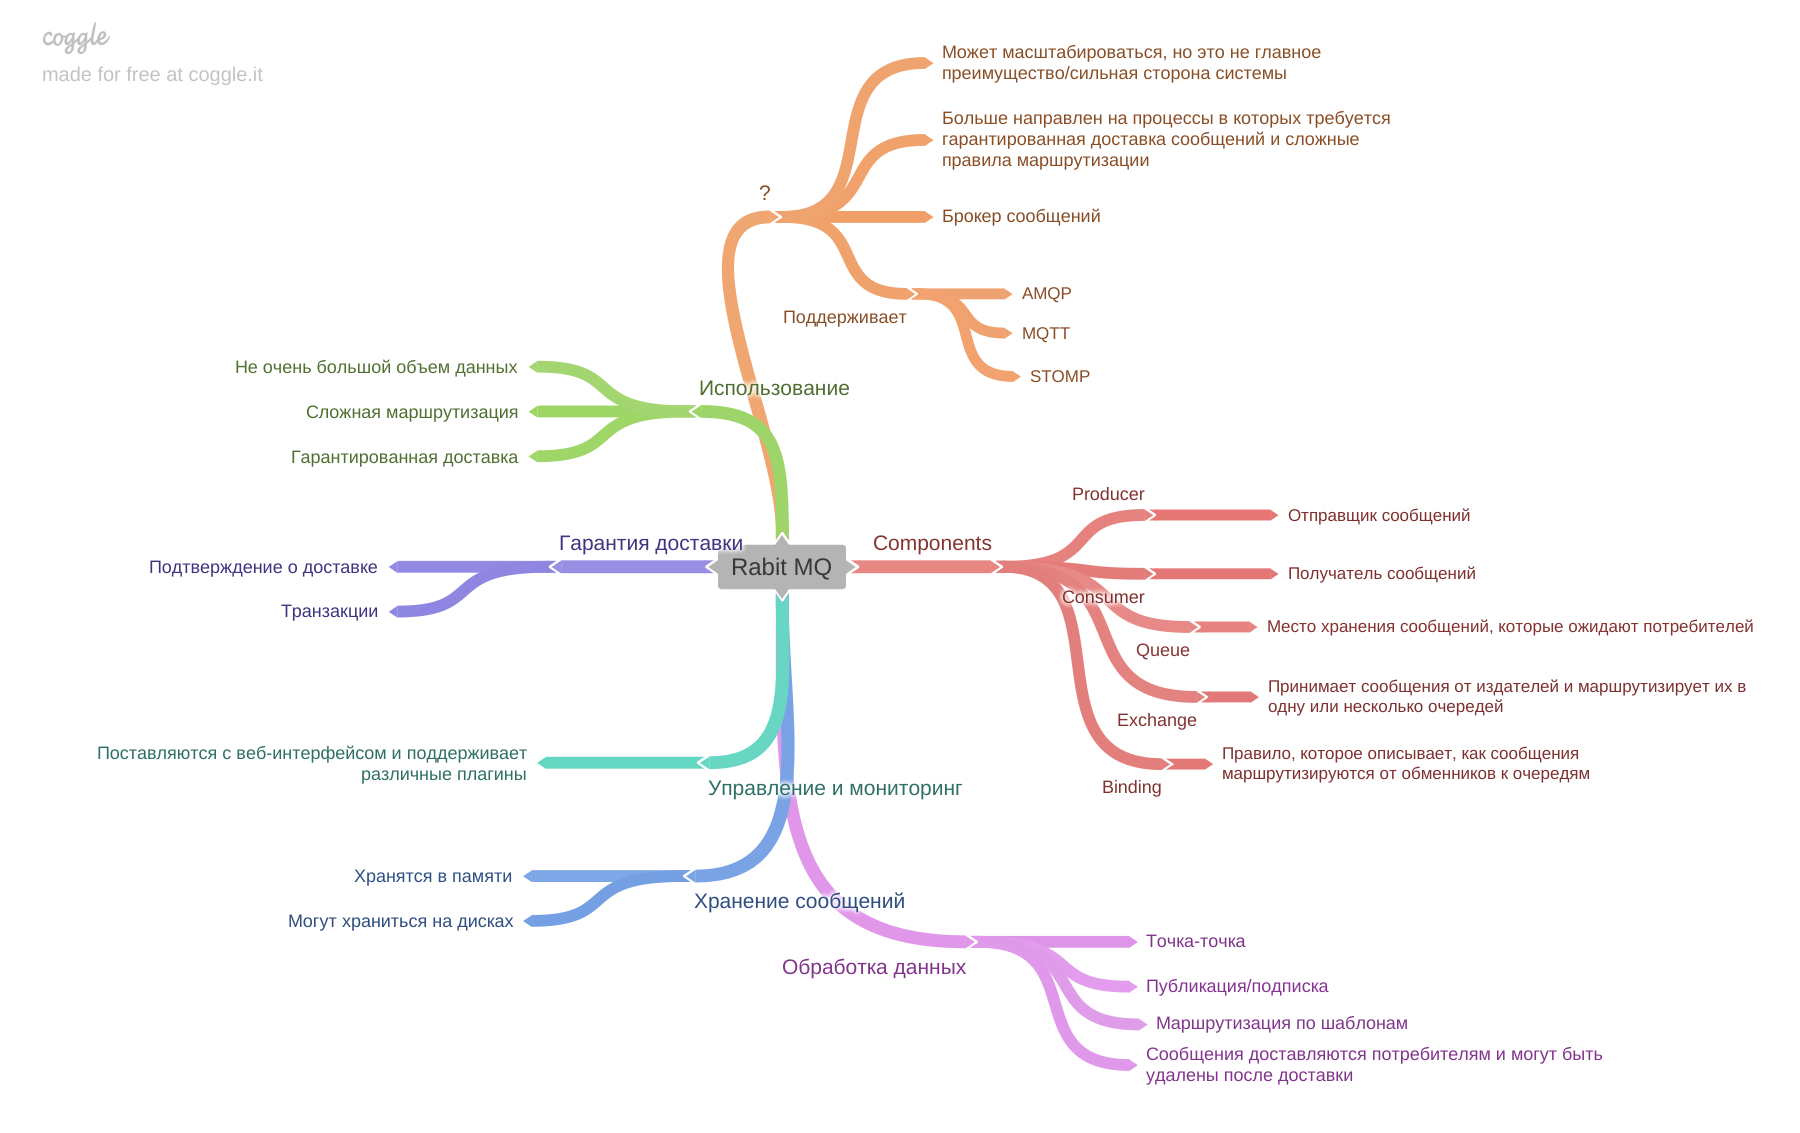 coggle
made for free at coggle.it
Может масштабироваться, но это не главное
преимущество/сильная сторона системы
Больше направлен на процессы в которых требуется
гарантированная доставка сообщений и сложные
правила маршрутизации
?
Брокер сообщений
Поддерживает
AMQP
MQTT
STOMP
Использование
Не очень большой объем данных
Сложная маршрутизация
Гарантированная доставка
Гарантия доставки
Подтверждение о доставке
Транзакции
Rabit MQ
Components
Producer
Отправщик сообщений
Consumer
Получатель сообщений
Queue
Место хранения сообщений, которые ожидают потребителей
Exchange
Принимает сообщения от издателей и маршрутизирует их в
одну или несколько очередей
Binding
Правило, которое описывает, как сообщения
маршрутизируются от обменников к очередям
Управление и мониторинг
Поставляются с веб-интерфейсом и поддерживает
различные плагины
Хранение сообщений
Хранятся в памяти
Могут храниться на дисках
Обработка данных
Точка-точка
Публикация/подписка
Маршрутизация по шаблонам
Сообщения доставляются потребителям и могут быть
удалены после доставки